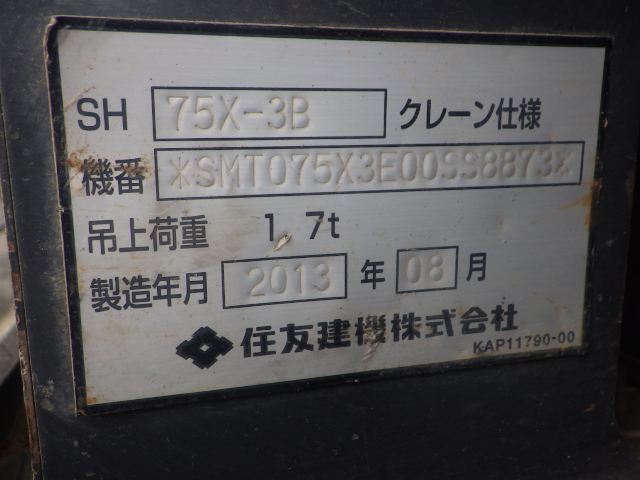 SH 75X-3B クレーン仕様
機番 *SMT075X3E00SS8873*
吊上荷重 1.7t
製造年月 2013 年 08 月
住友建機株式会社
KAP11790-00